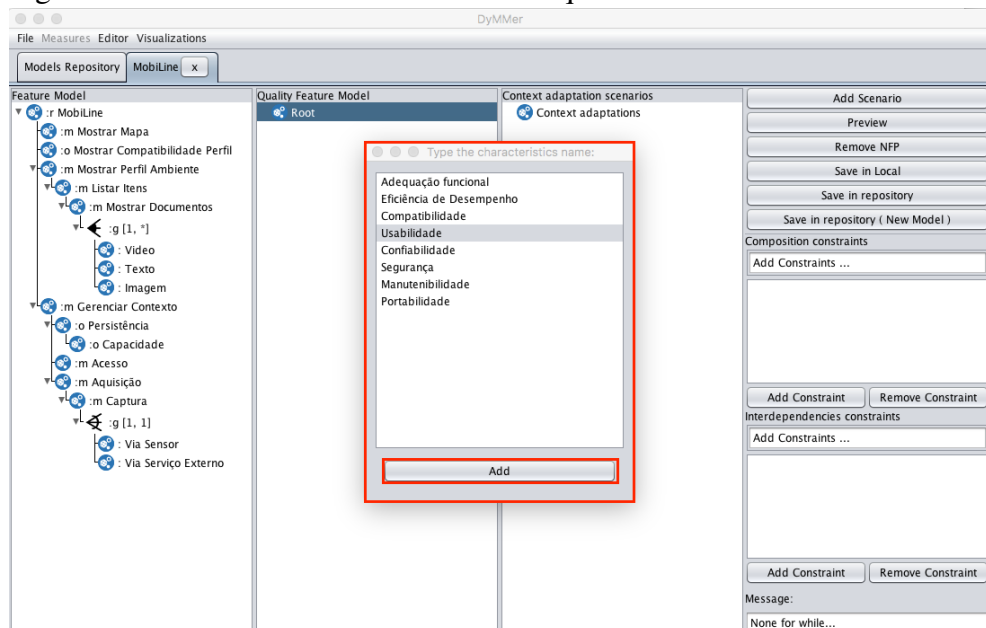 DyMMer
File Measures Editor Visualizations
Models Repository
MobiLine x
Feature Model
:r MobiLine
:m Mostrar Mapa
:o Mostrar Compatibilidade Perfil
:m Mostrar Perfil Ambiente
:m Listar Itens
:m Mostrar Documentos
:g [1, *]
: Video
: Texto
: Imagem
:m Gerenciar Contexto
:o Persistência
:o Capacidade
:m Acesso
:m Aquisição
:m Captura
:g [1, 1]
: Via Sensor
: Via Serviço Externo
Quality Feature Model
Root
Context adaptation scenarios
Context adaptations
Type the characteristics name:
Adequação funcional
Eficiência de Desempenho
Compatibilidade
Usabilidade
Confiabilidade
Segurança
Manutenibilidade
Portabilidade
Add
Add Scenario
Preview
Remove NFP
Save in Local
Save in repository
Save in repository ( New Model )
Composition constraints
Add Constraints ...
Add Constraint Remove Constraint
Interdependencies constraints
Add Constraints ...
Add Constraint Remove Constraint
Message:
None for while...